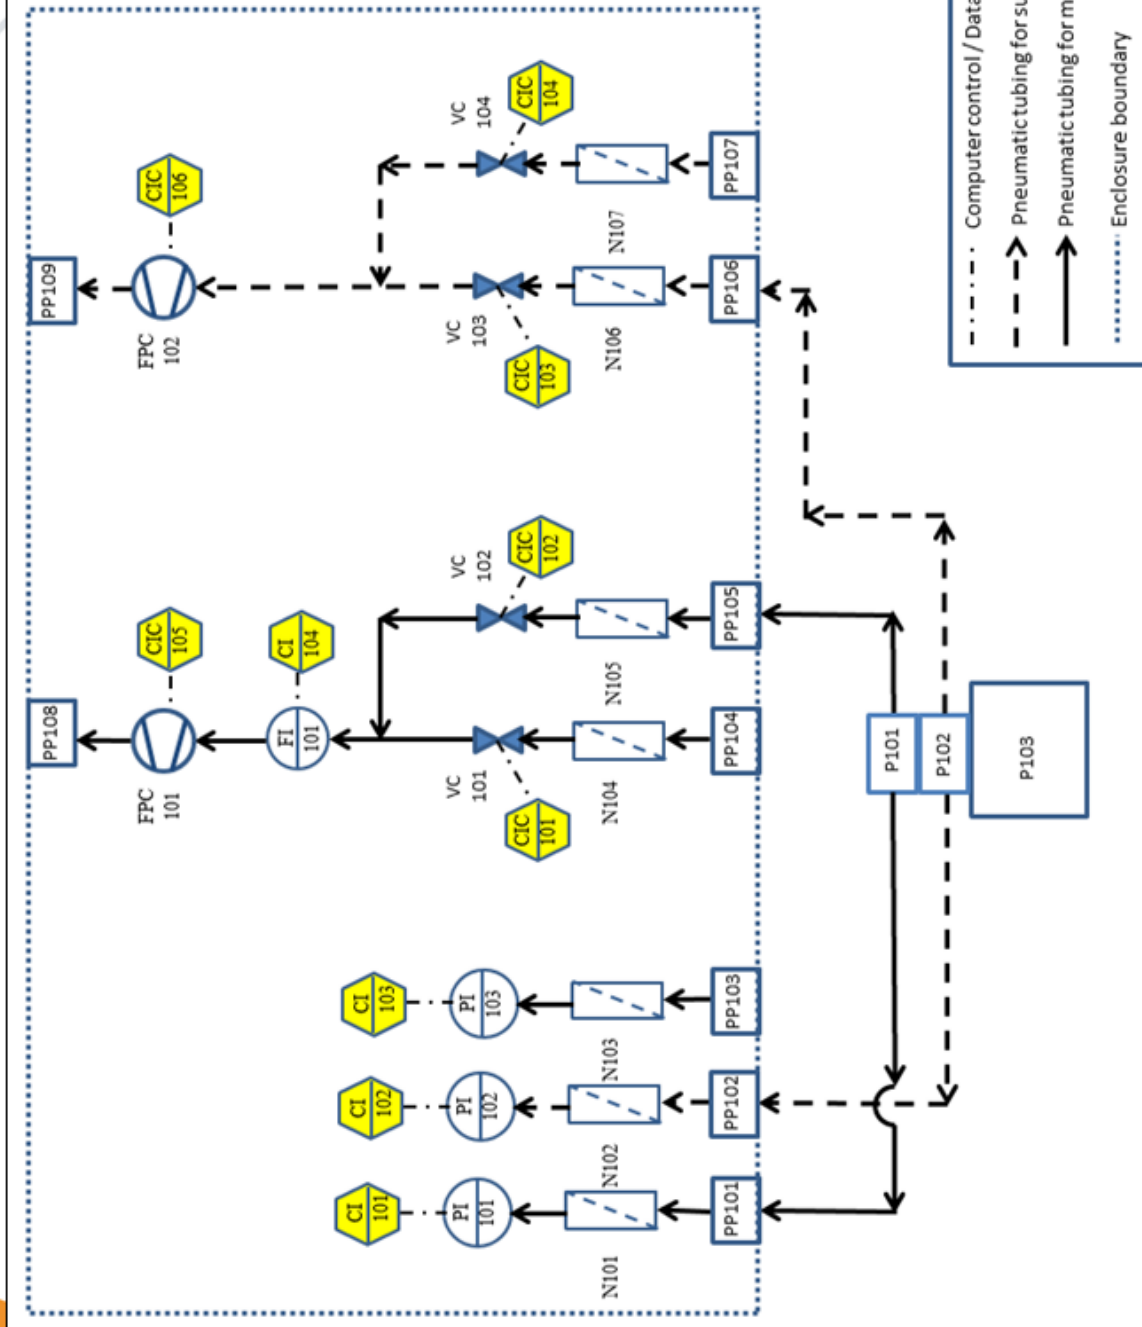 PP109
CIC
106
FPC
102
VC
104
CIC
104
VC
103
CIC
103
N107
N106
PP107
PP106
PP108
CIC
105
FPC
101
CI
104
FI
101
VC
102
CIC
102
VC
101
CIC
101
N105
N104
PP105
PP104
CI
103
CI
102
CI
101
PI
103
PI
102
PI
101
N103
N102
N101
PP103
PP102
PP101
P101
P102
P103
Computer control / Data
Pneumatic tubing for
Pneumatic tubing for
Enclosure boundary